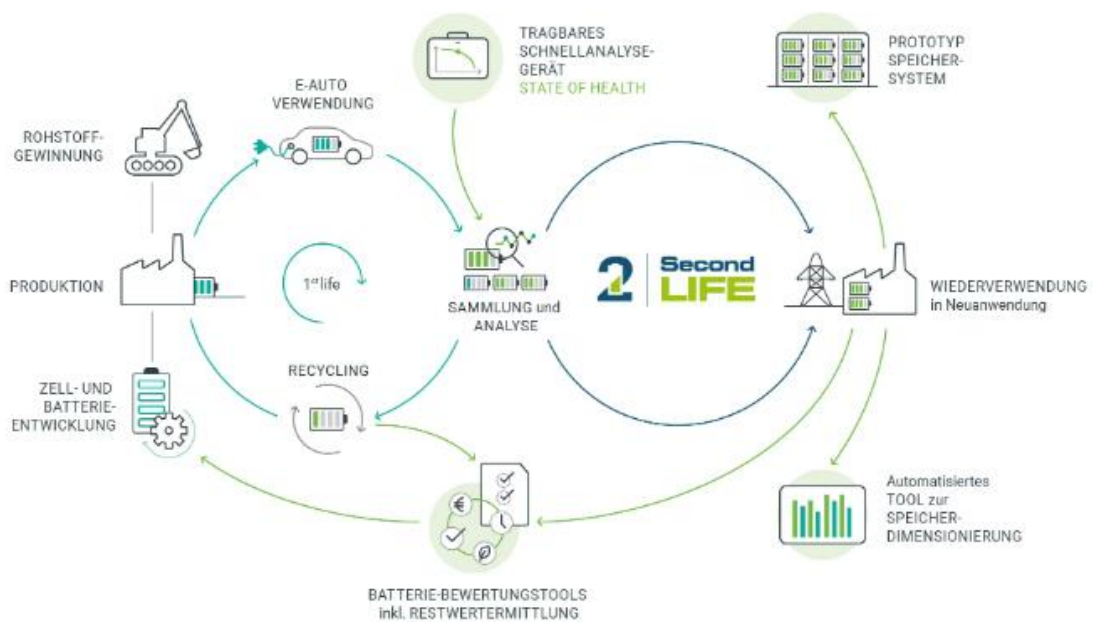 TRAGBARES
SCHNELLANALYSE-
GERÄT
STATE OF HEALTH
PROTOTYP
SPEICHER-
SYSTEM
E-AUTO
VERWENDUNG
ROHSTOFF-
GEWINNUNG
PRODUKTION
1st life
SAMMLUNG und
ANALYSE
2
Second
LIFE
WIEDERVERWENDUNG
in Neuanwendung
RECYCLING
ZELL- UND
BATTERIE-
ENTWICKLUNG
€
Automatisiertes
TOOL zur
SPEICHER-
DIMENSIONIERUNG
BATTERIE-BEWERTUNGSTOOLS
inkl. RESTWERTERMITTLUNG